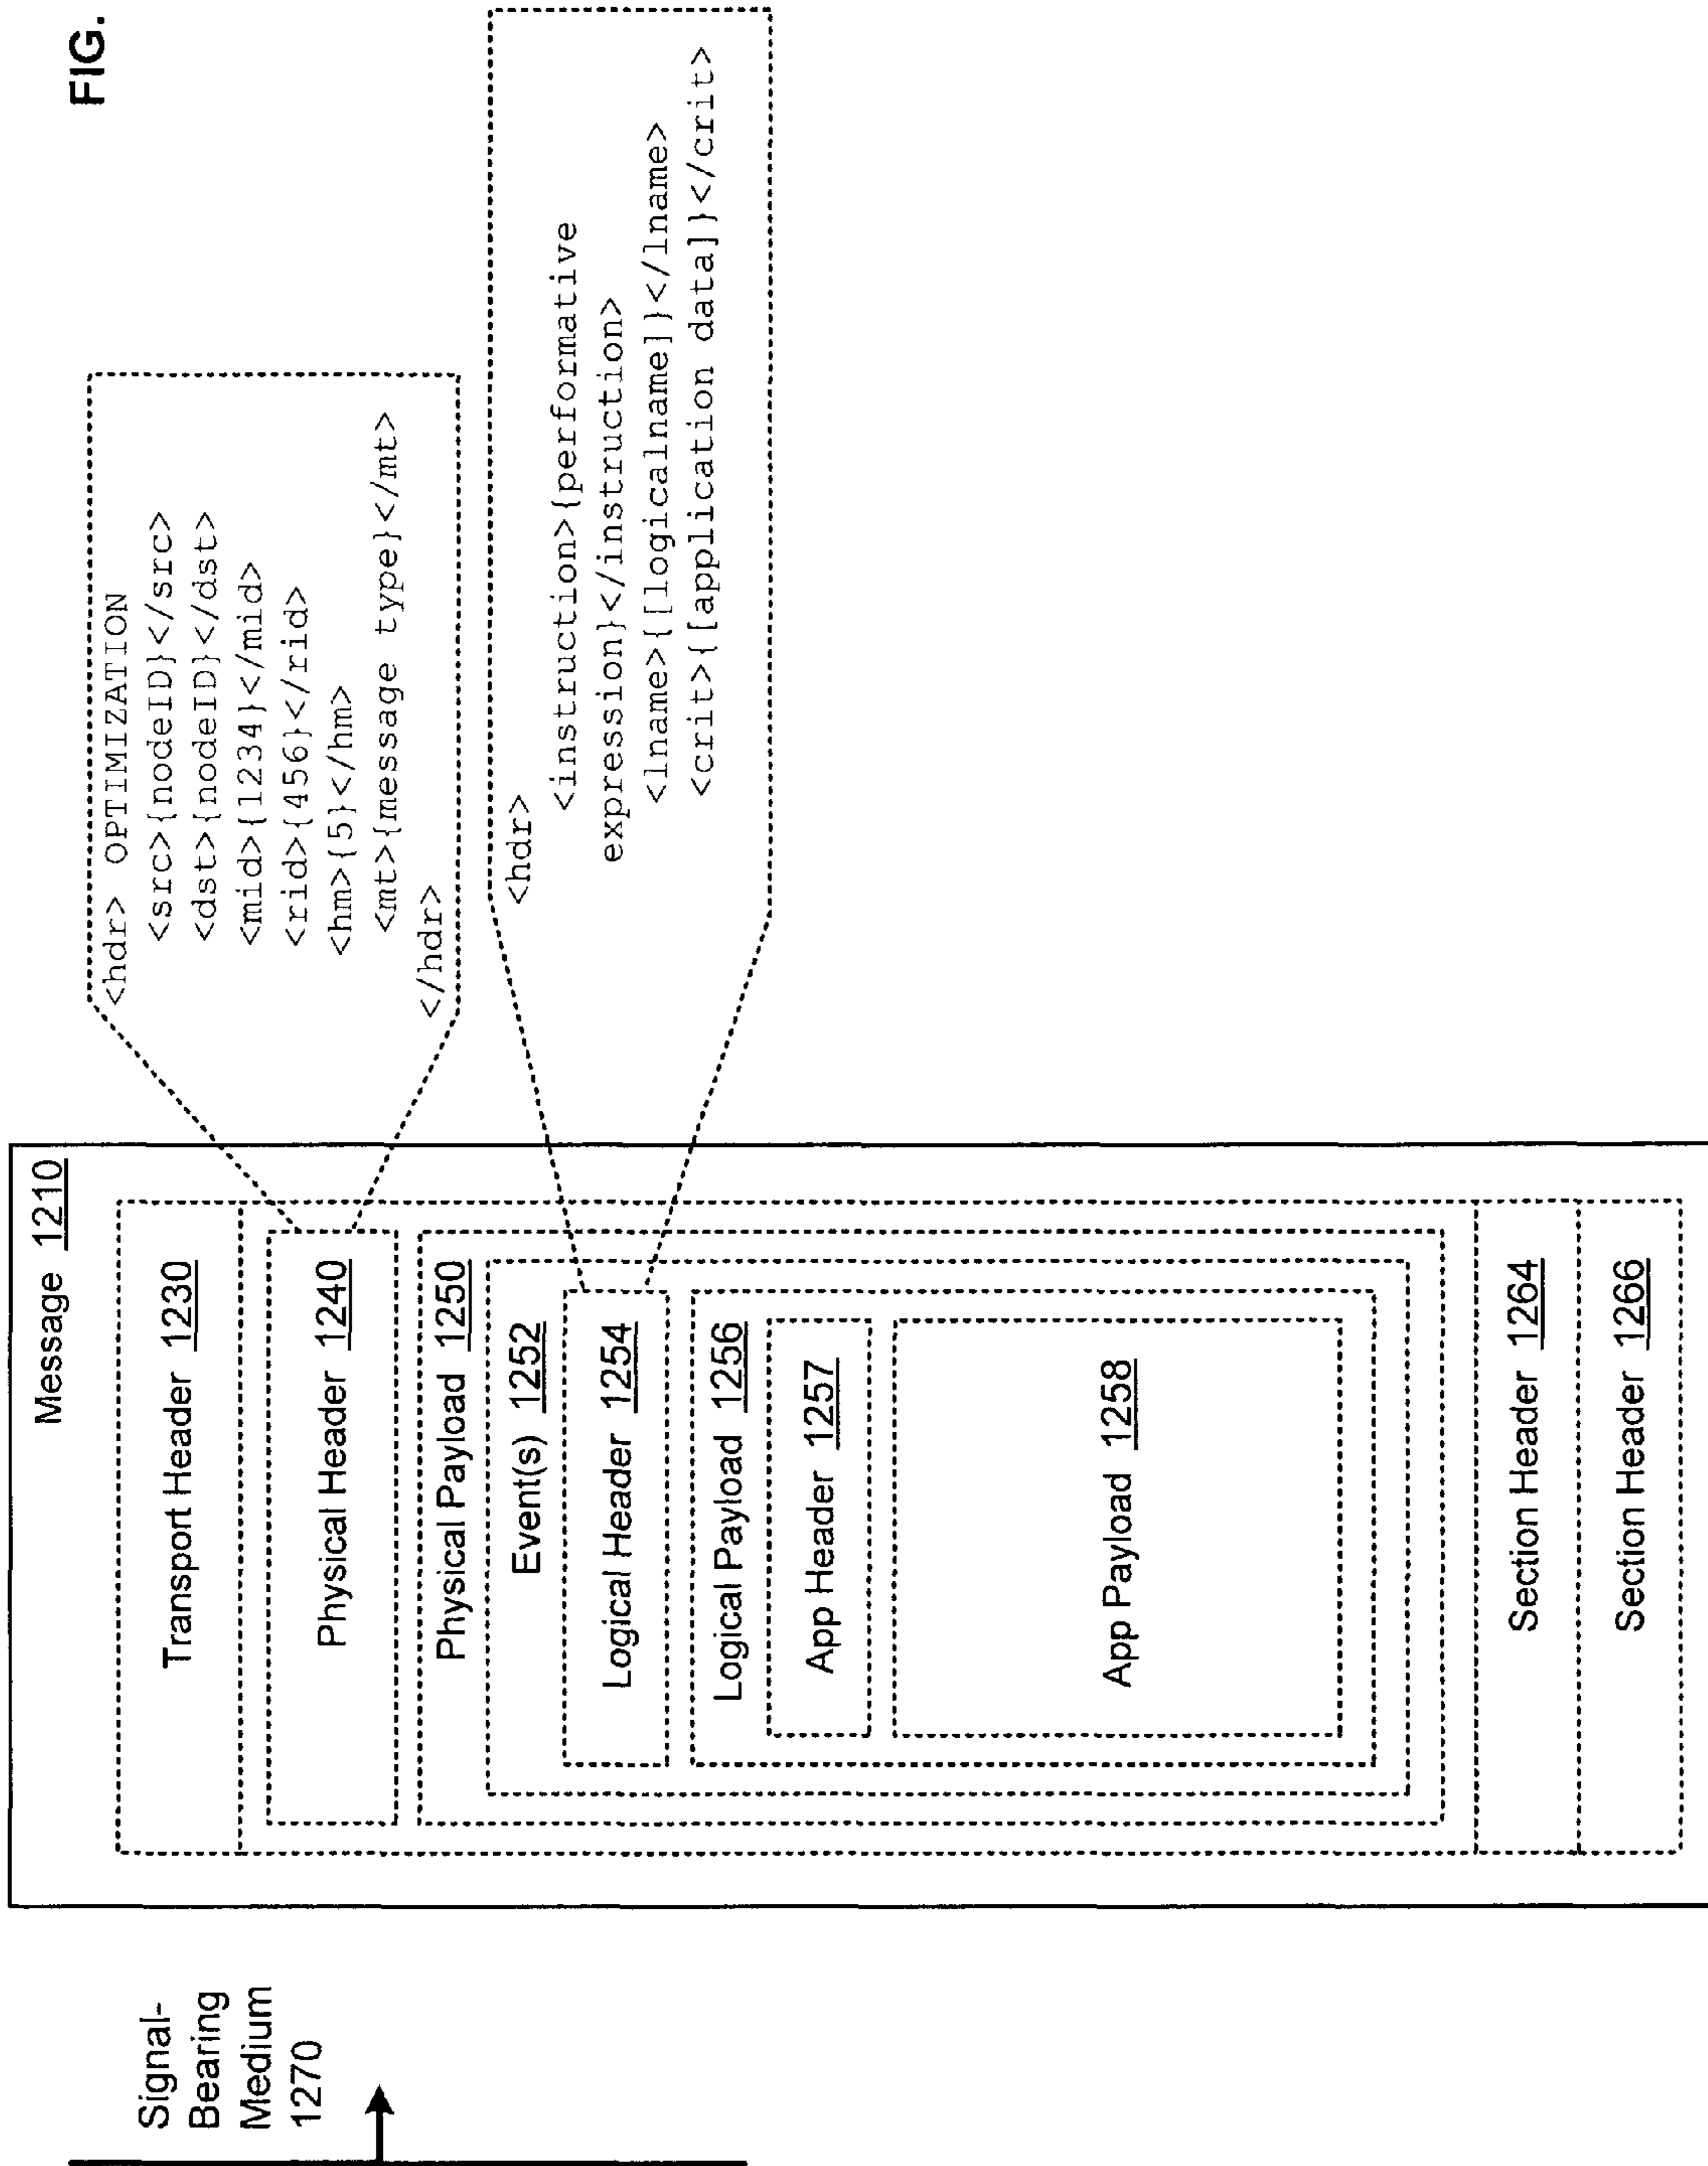 FIG.
Signal-
Bearing
Medium
1270
Message 1210
Transport Header 1230
Physical Header 1240
Physical Payload 1250
Event(s) 1252
Logical Header 1254
Logical Payload 1256
App Header 1257
App Payload 1258
Section Header 1264
Section Header 1266
<hdr> OPTIMIZATION
<src>{nodeID}</src>
<dst>{nodeID}</dst>
<mid>{1234}</mid>
<rid>{456}</rid>
<hm>{5}</hm>
<mt>{message type}</mt>
</hdr>
<hdr>
<instruction>{performative
expression}</instruction>
<lname>{[logicalname]}</lname>
<crit>{[application data]}</crit>